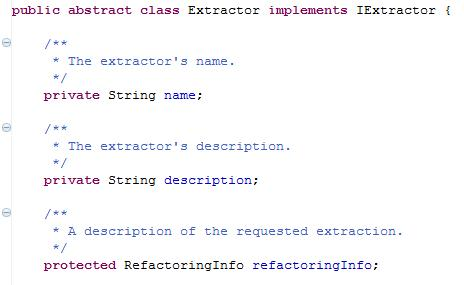 public abstract class Extractor implements IExtractor {
/**
* The extractor's name.
*/
private String name;
/**
* The extractor's description.
*/
private String description;
/**
* A description of the requested extraction.
*/
protected RefactoringInfo refactoringInfo;